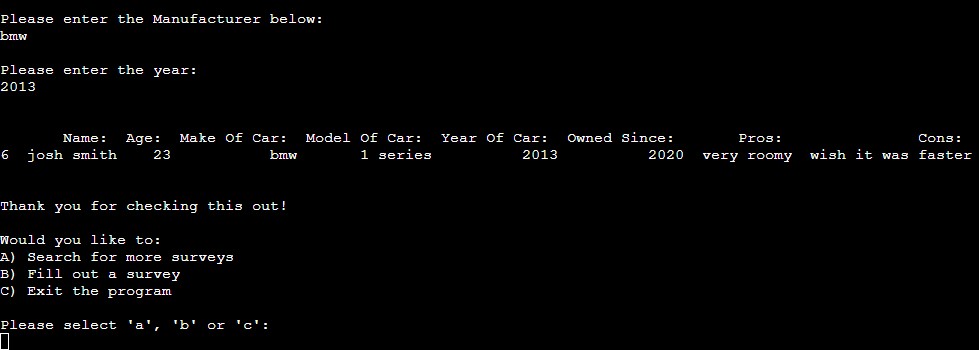 Please enter the Manufacturer below:
bmw
Please enter the year:
2013
Name: Age: Make Of Car: Model Of Car: Year Of Car: Owned Since: Pros: Cons:
6 josh smith 23 bmw 1 series 2013 2020 very roomy wish it was faster
Thank you for checking this out!
Would you like to:
A) Search for more surveys
B) Fill out a survey
C) Exit the program
Please select 'a', 'b' or 'c':